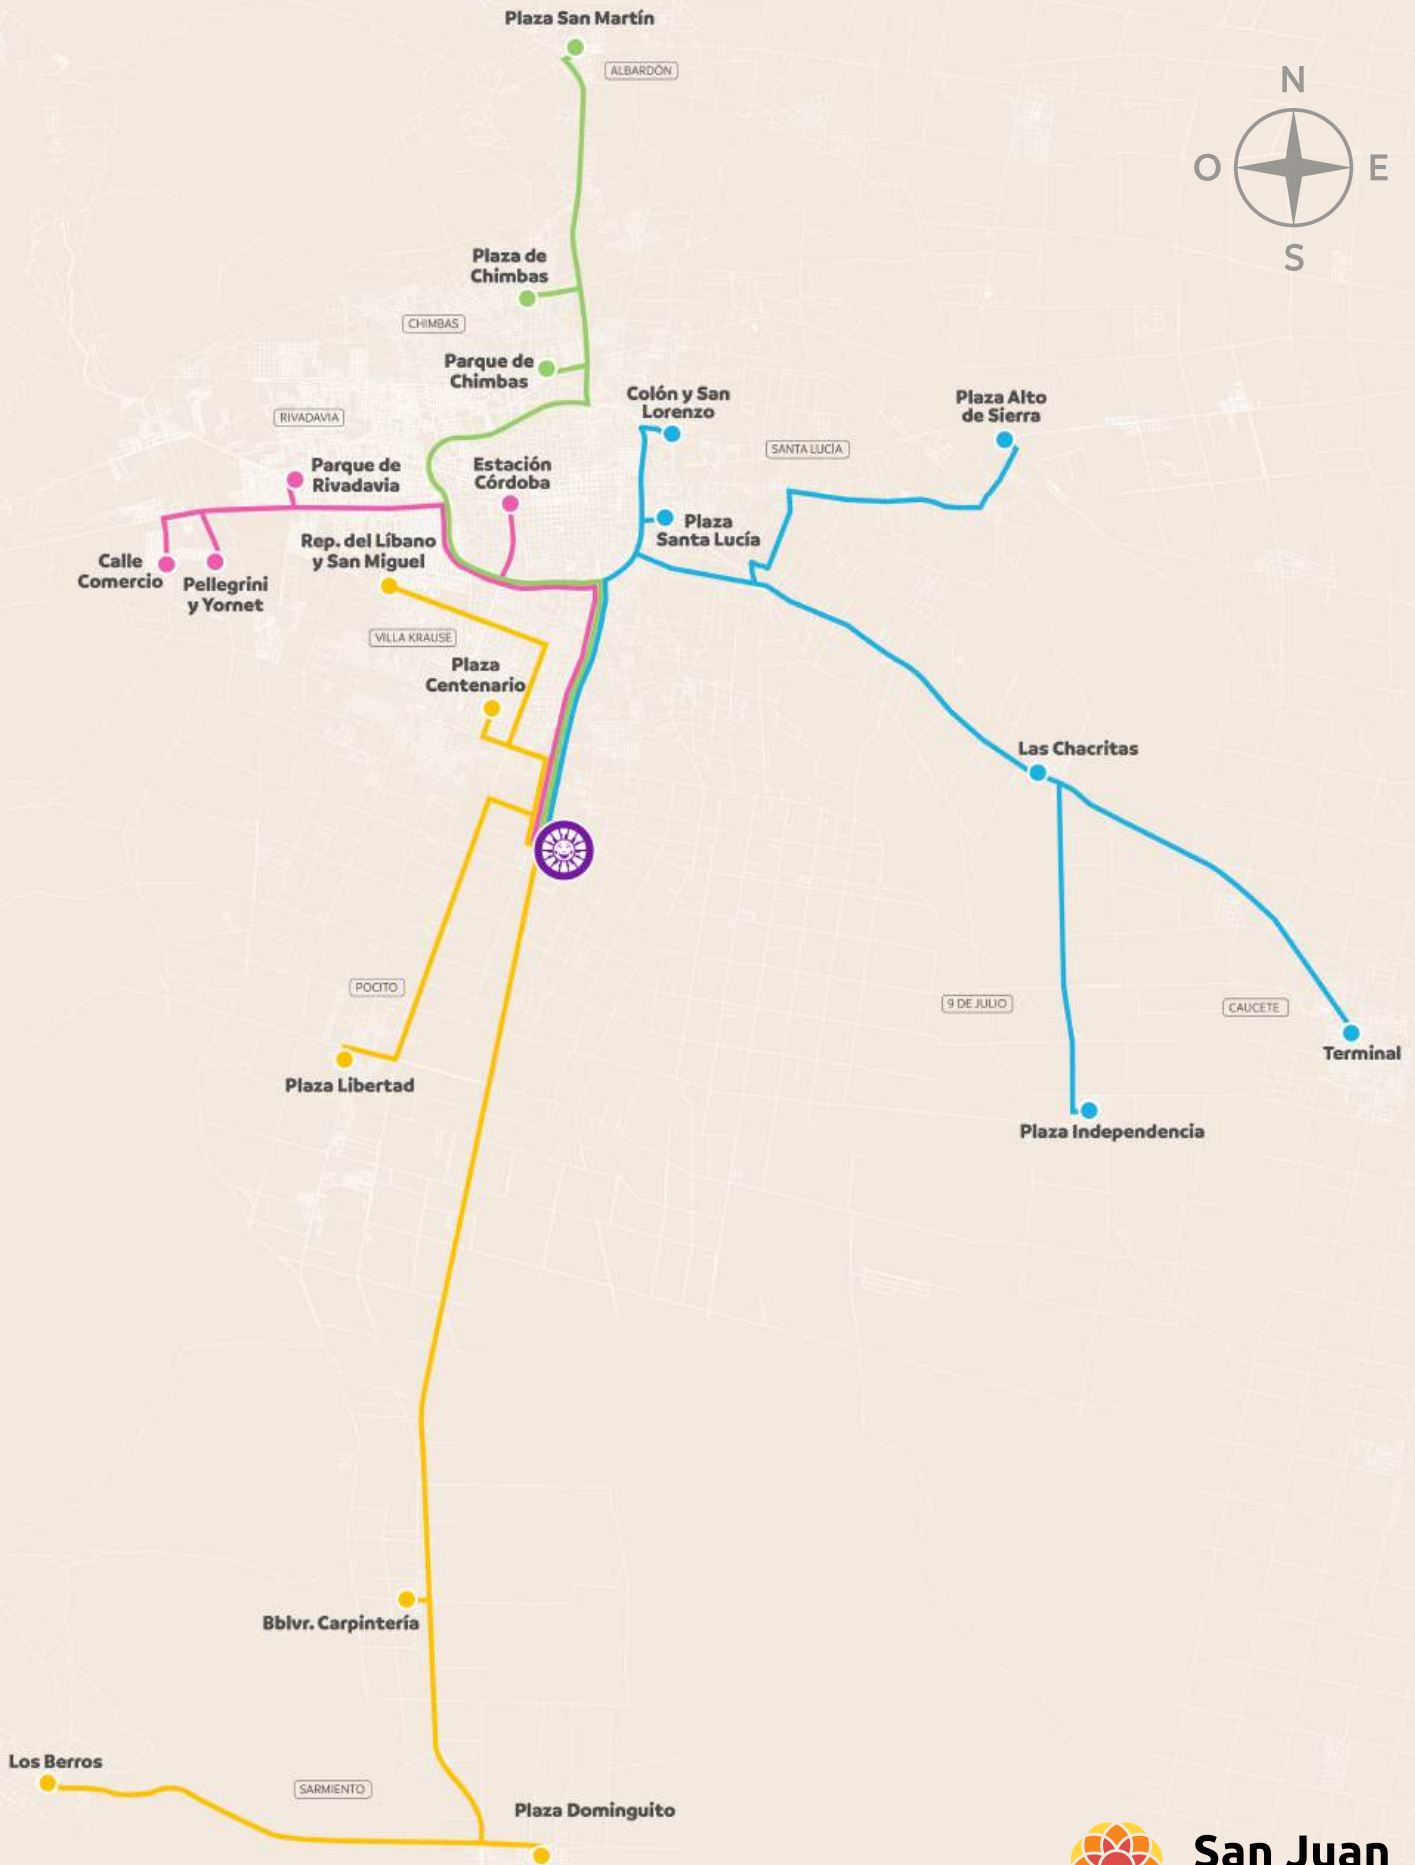 Plaza San Martín
ALBARDÓN
N
O
E
S
Plaza de
Chimbas
CHIMBAS
Parque de
Chimbas
Colón y San
Lorenzo
Plaza Alto
de Sierra
RIVADAVIA
SANTA LUCÍA
Parque de
Rivadavia
Estación
Córdoba
Plaza
Santa Lucía
Rep. del Líbano
y San Miguel
Calle
Comercio
Pellegrini
y Yornet
VILLA KRAUSE
Plaza
Centenario
Las Chacritas
POCITO
9 DE JULIO
CAUCETE
Terminal
Plaza Libertad
Plaza Independencia
Bblvr. Carpintería
Los Berros
SARMIENTO
Plaza Dominguito
San Juan